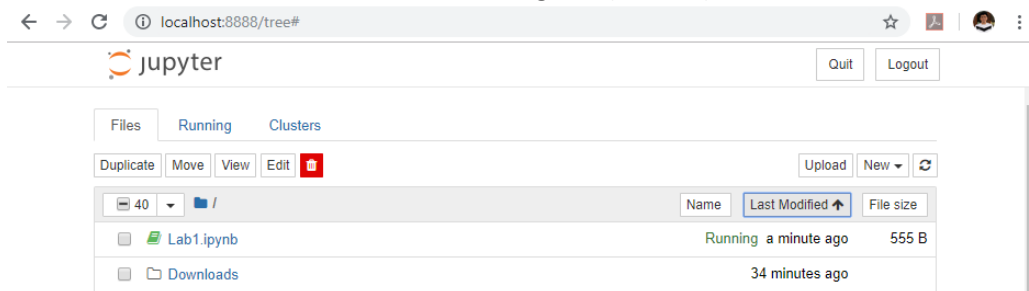 localhost:8888/tree#
jupyter Quit Logout
Files Running Clusters
Duplicate Move View Edit Upload New
40 / Name Last Modified File size
Lab1.ipynb Running a minute ago 555 B
Downloads 34 minutes ago